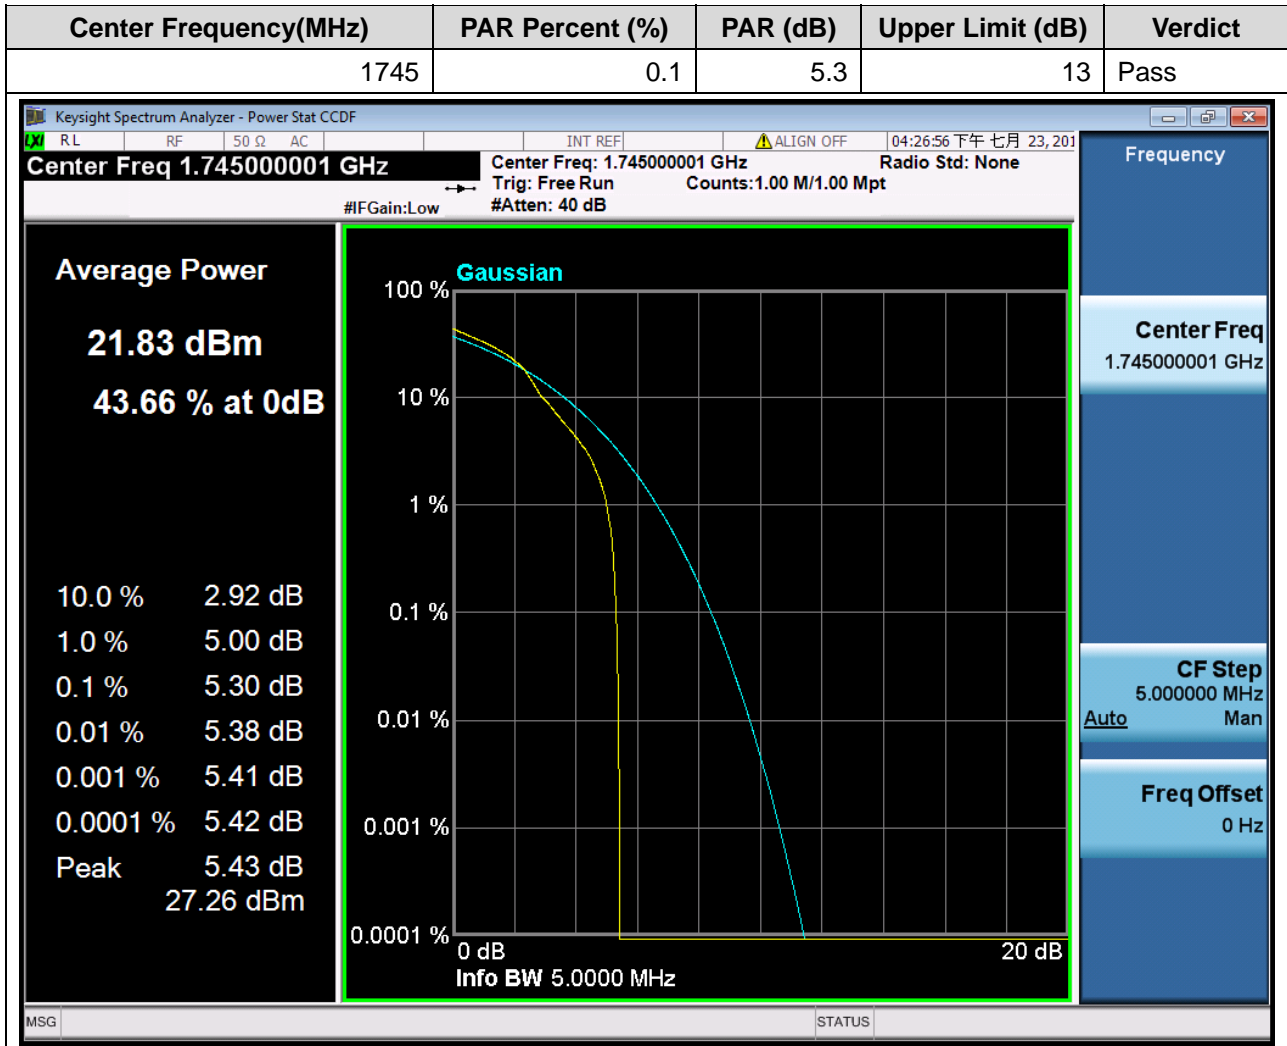 Center Frequency(MHz) PAR Percent (%) PAR (dB) Upper Limit (dB) Verdict
1745 0.1 5.3 13 Pass
Keysight Spectrum Analyzer - Power Stat CCDF
LXI RL RF 50 Ω AC INT REF ALIGN OFF 04:26:56 下午 七月 23, 201
Center Freq 1.745000001 GHz
Center Freq: 1.745000001 GHz Radio Std: None
Trig: Free Run Counts:1.00 M/1.00 Mpt
#IFGain:Low #Atten: 40 dB
Average Power
21.83 dBm
43.66 % at 0dB
10.0 % 2.92 dB
1.0 % 5.00 dB
0.1 % 5.30 dB
0.01 % 5.38 dB
0.001 % 5.41 dB
0.0001 % 5.42 dB
Peak 5.43 dB
27.26 dBm
Gaussian
100 %
10 %
1 %
0.1 %
0.01 %
0.001 %
0.0001 %
0 dB 20 dB
Info BW 5.0000 MHz
Frequency
Center Freq
1.745000001 GHz
CF Step
5.000000 MHz
Auto Man
Freq Offset
0 Hz
MSG STATUS